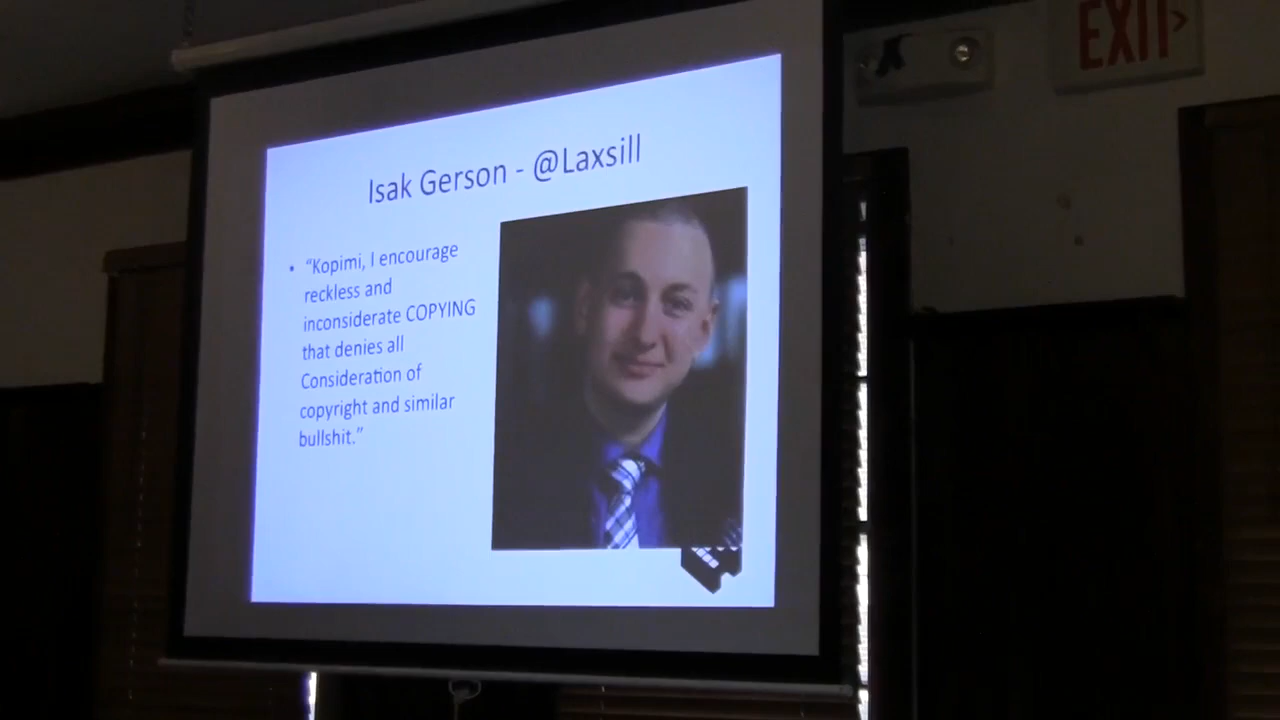 EXIT
Isak Gerson - @Laxsill
• “Kopimi, I encourage
reckless and
inconsiderate COPYING
that denies all
Consideration of
copyright and similar
bullshit.”